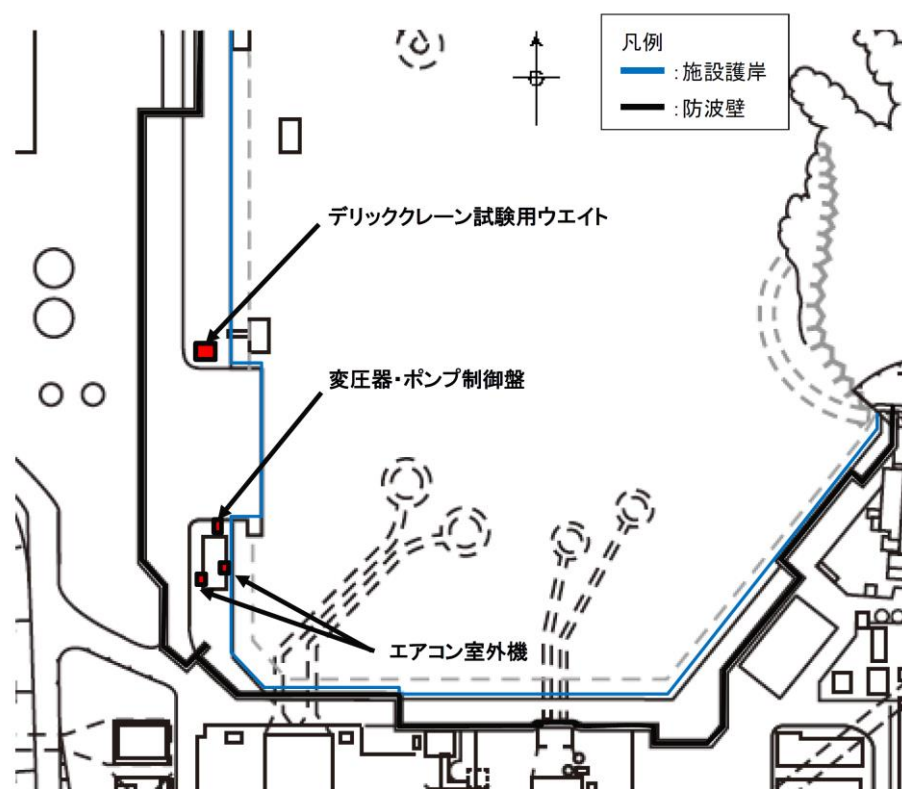 凡例
:施設護岸
:防波壁
デリッククレーン試験用ウエイト
変圧器・ポンプ制御盤
エアコン室外機